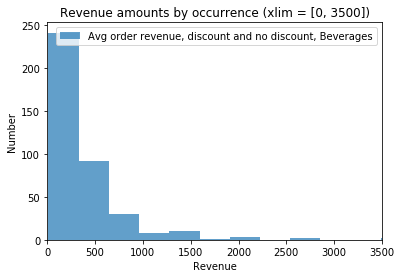 Revenue amounts by occurrence (xlim = [0, 3500])
250
Avg order revenue, discount and no discount, Beverages
200
150
100
50
0
Number
0 500 1000 1500 2000 2500 3000 3500
Revenue